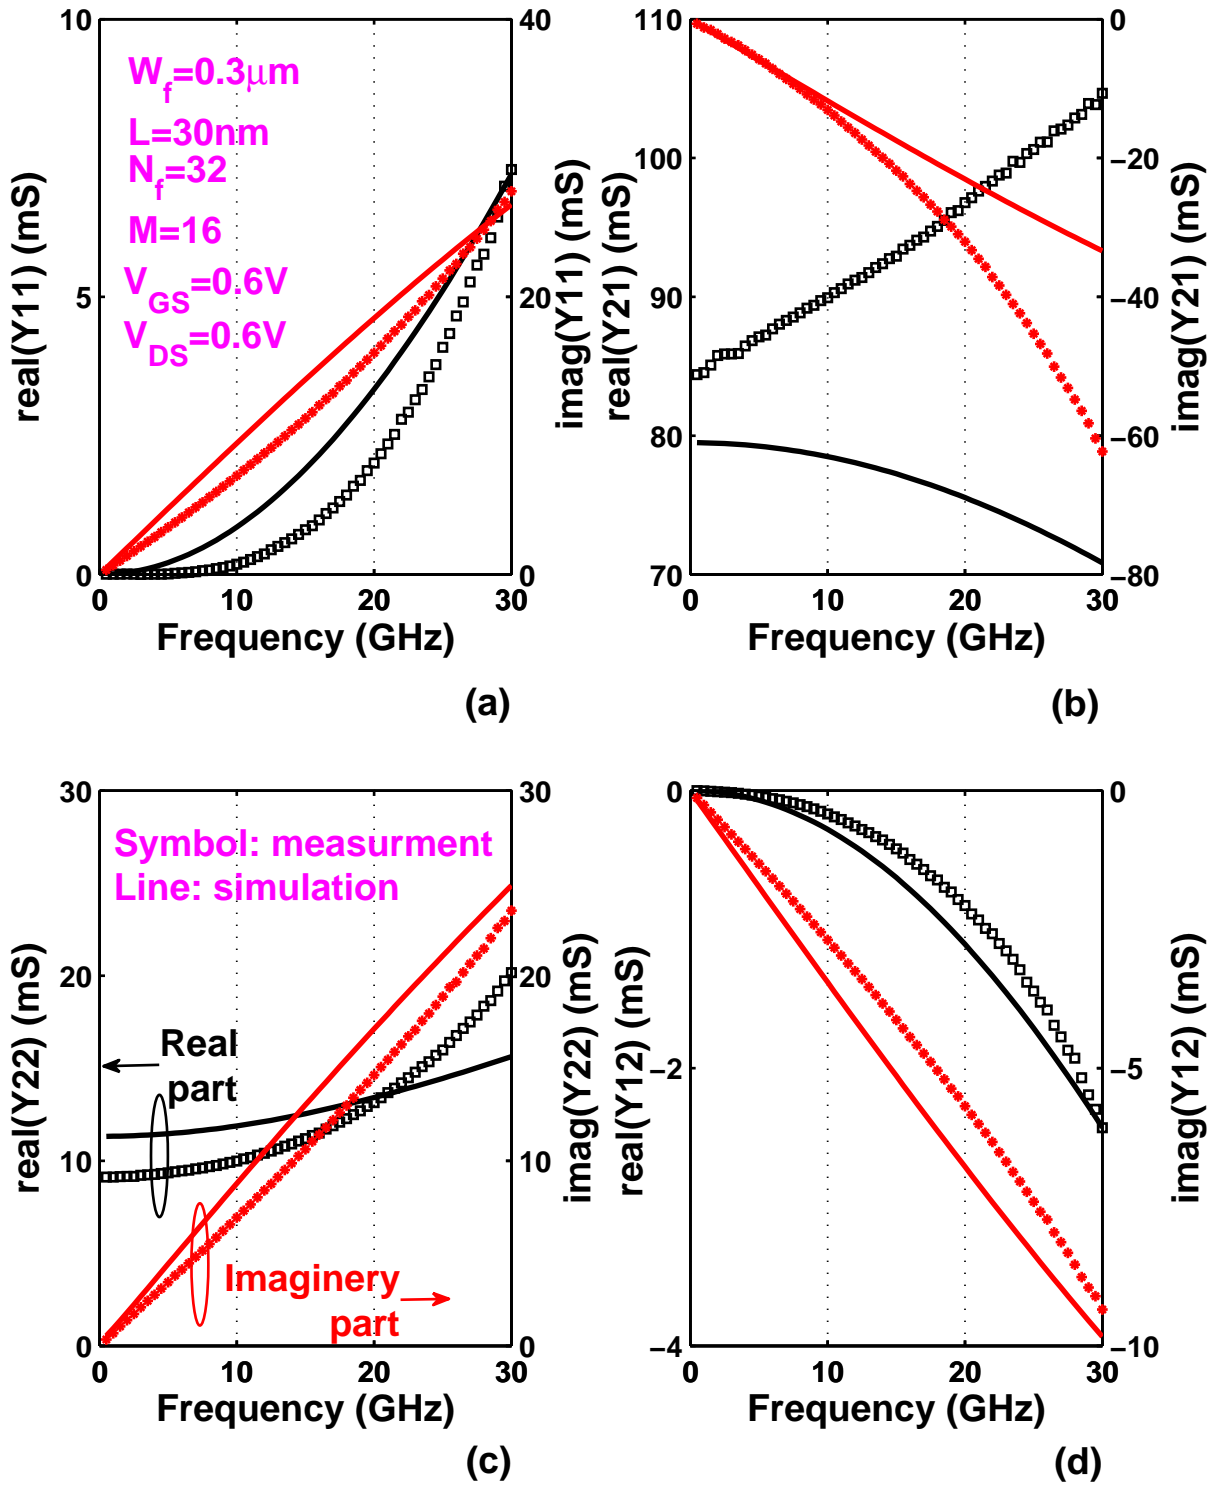 10
5
0
real(Y11) (mS)
W_f=0.3μm
L=30nm
N_f=32
M=16
V_GS=0.6V
V_DS=0.6V
40
20
0
imag(Y11) (mS)
0 10 20 30
Frequency (GHz)
(a)
110
100
90
80
70
real(Y21) (mS)
0
−20
−40
−60
−80
imag(Y21) (mS)
0 10 20 30
Frequency (GHz)
(b)
30
20
10
0
real(Y22) (mS)
Symbol: measurment
Line: simulation
Real
part
Imaginery
part
30
20
10
0
imag(Y22) (mS)
0 10 20 30
Frequency (GHz)
(c)
0
−2
−4
real(Y12) (mS)
0
−5
−10
imag(Y12) (mS)
0 10 20 30
Frequency (GHz)
(d)